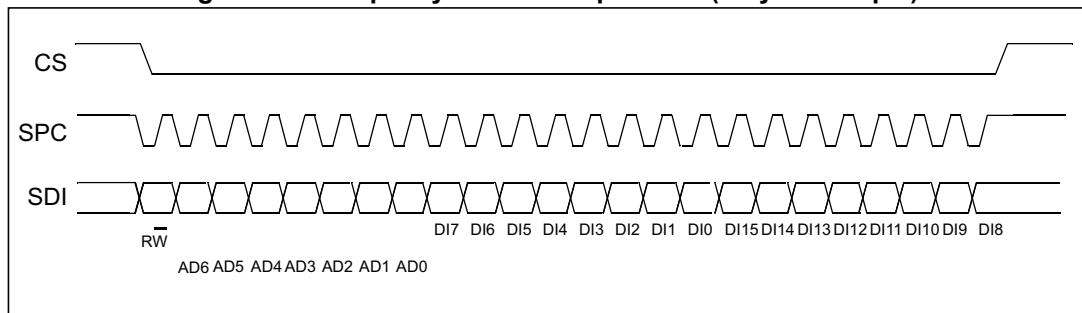 CS
SPC
SDI
RW
DI7 DI6 DI5 DI4 DI3 DI2 DI1 DI0 DI15 DI14 DI13 DI12 DI11 DI10 DI9 DI8
AD6 AD5 AD4 AD3 AD2 AD1 AD0